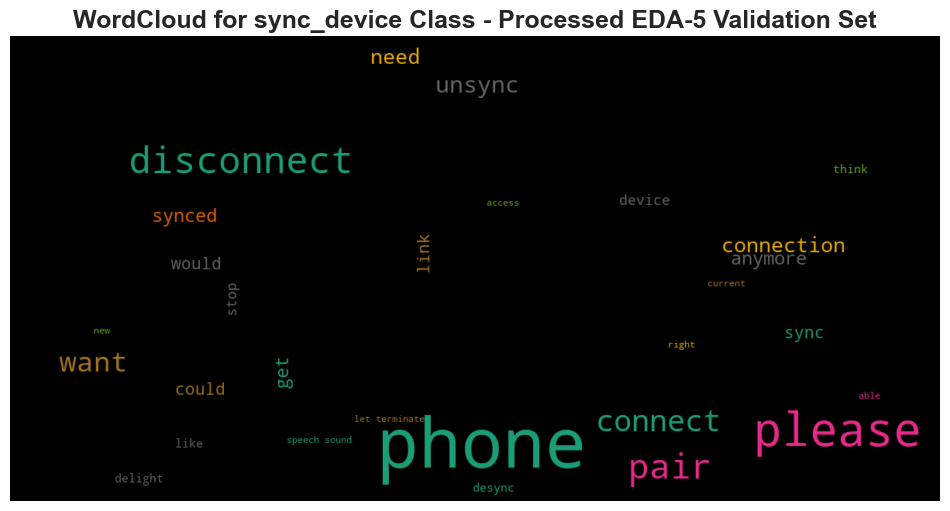 WordCloud for sync_device Class - Processed EDA-5 Validation Set
need
unsync
disconnect
think
access
device
synced
link
connection
would
anymore
stop
current
new
sync
right
want
get
could
able
let terminate
phone
connect
please
speech sound
like
pair
delight
desync